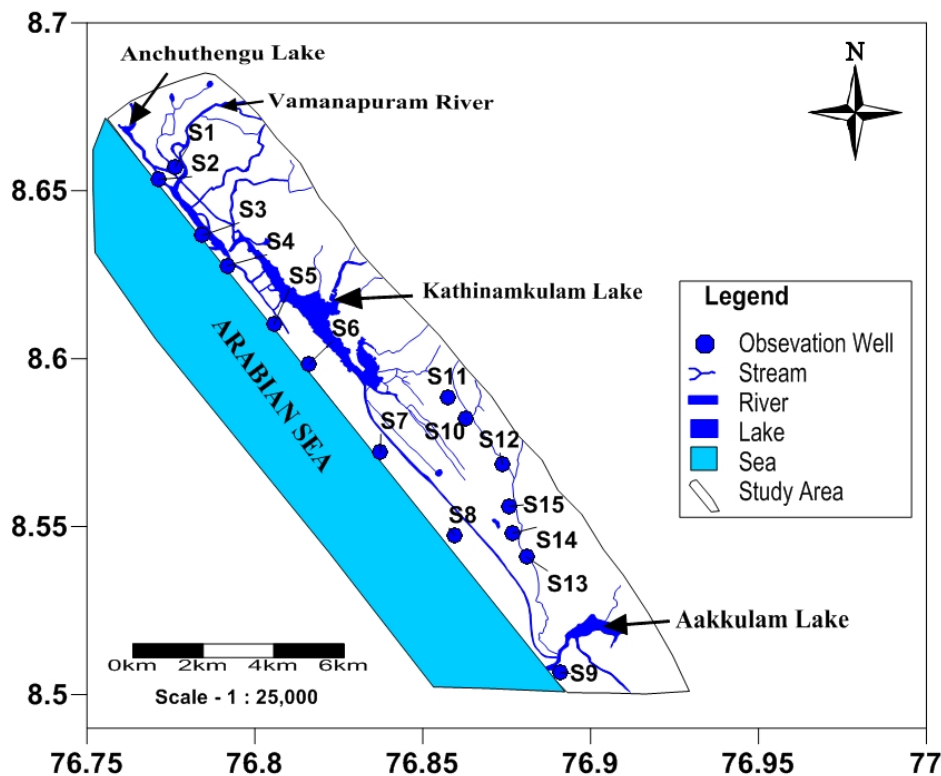 8.7
8.65
8.6
8.55
8.5
76.75
76.8
76.85
76.9
76.95
77
N
Anchuthengu Lake
Vamanapuram River
S1
S2
S3
S4
S5
Kathinamkulam Lake
S6
ARABIAN SEA
S7
S11
S10
S12
S8
S15
S14
S13
Aakkulam Lake
S9
Legend
Obsevation Well
Stream
River
Lake
Sea
Study Area
0km 2km 4km 6km
Scale - 1 : 25,000